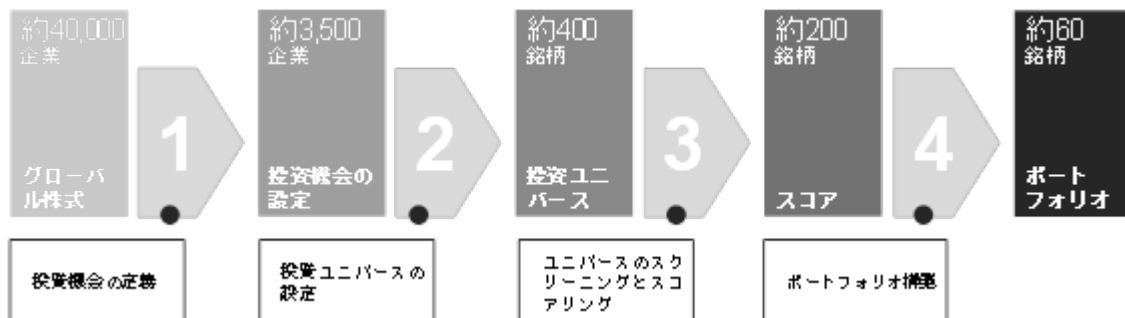 約40,000
企業
グローバ
ル株式
1
約3,500
企業
投資機会の
設定
2
約400
銘柄
投資ユニ
バース
3
約200
銘柄
スコア
4
約60
銘柄
ポート
フォリオ
投資機会の定義
投資ユニバースの
設定
ユニバースのスク
リーニングとスコ
アリング
ポートフォリオ構築